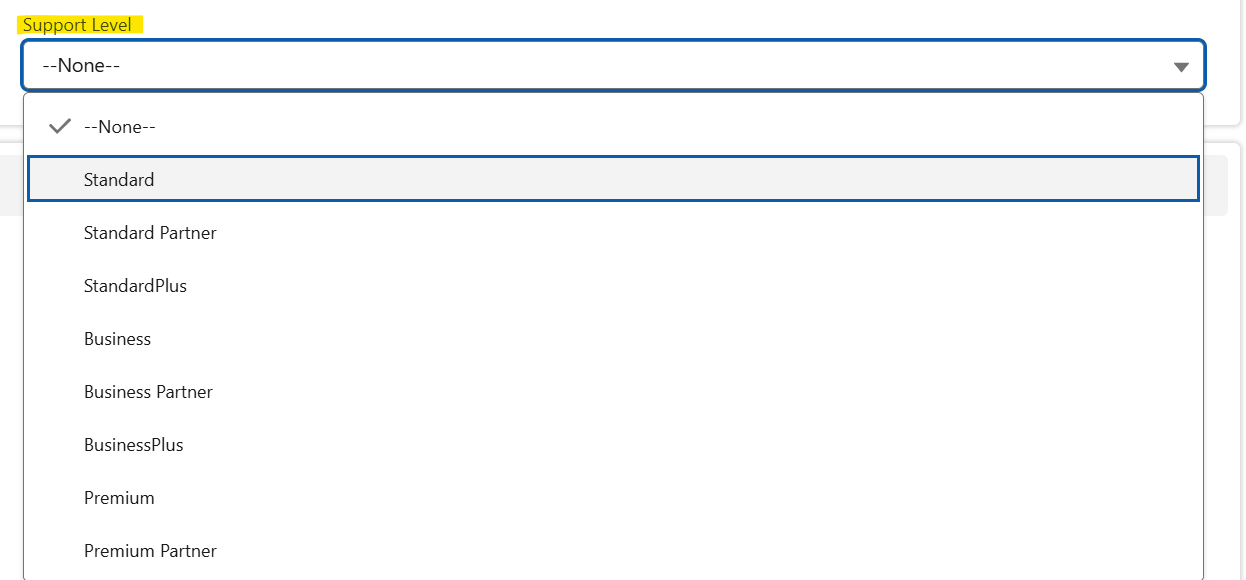 Support Level
--None--
--None--
Standard
Standard Partner
StandardPlus
Business
Business Partner
BusinessPlus
Premium
Premium Partner